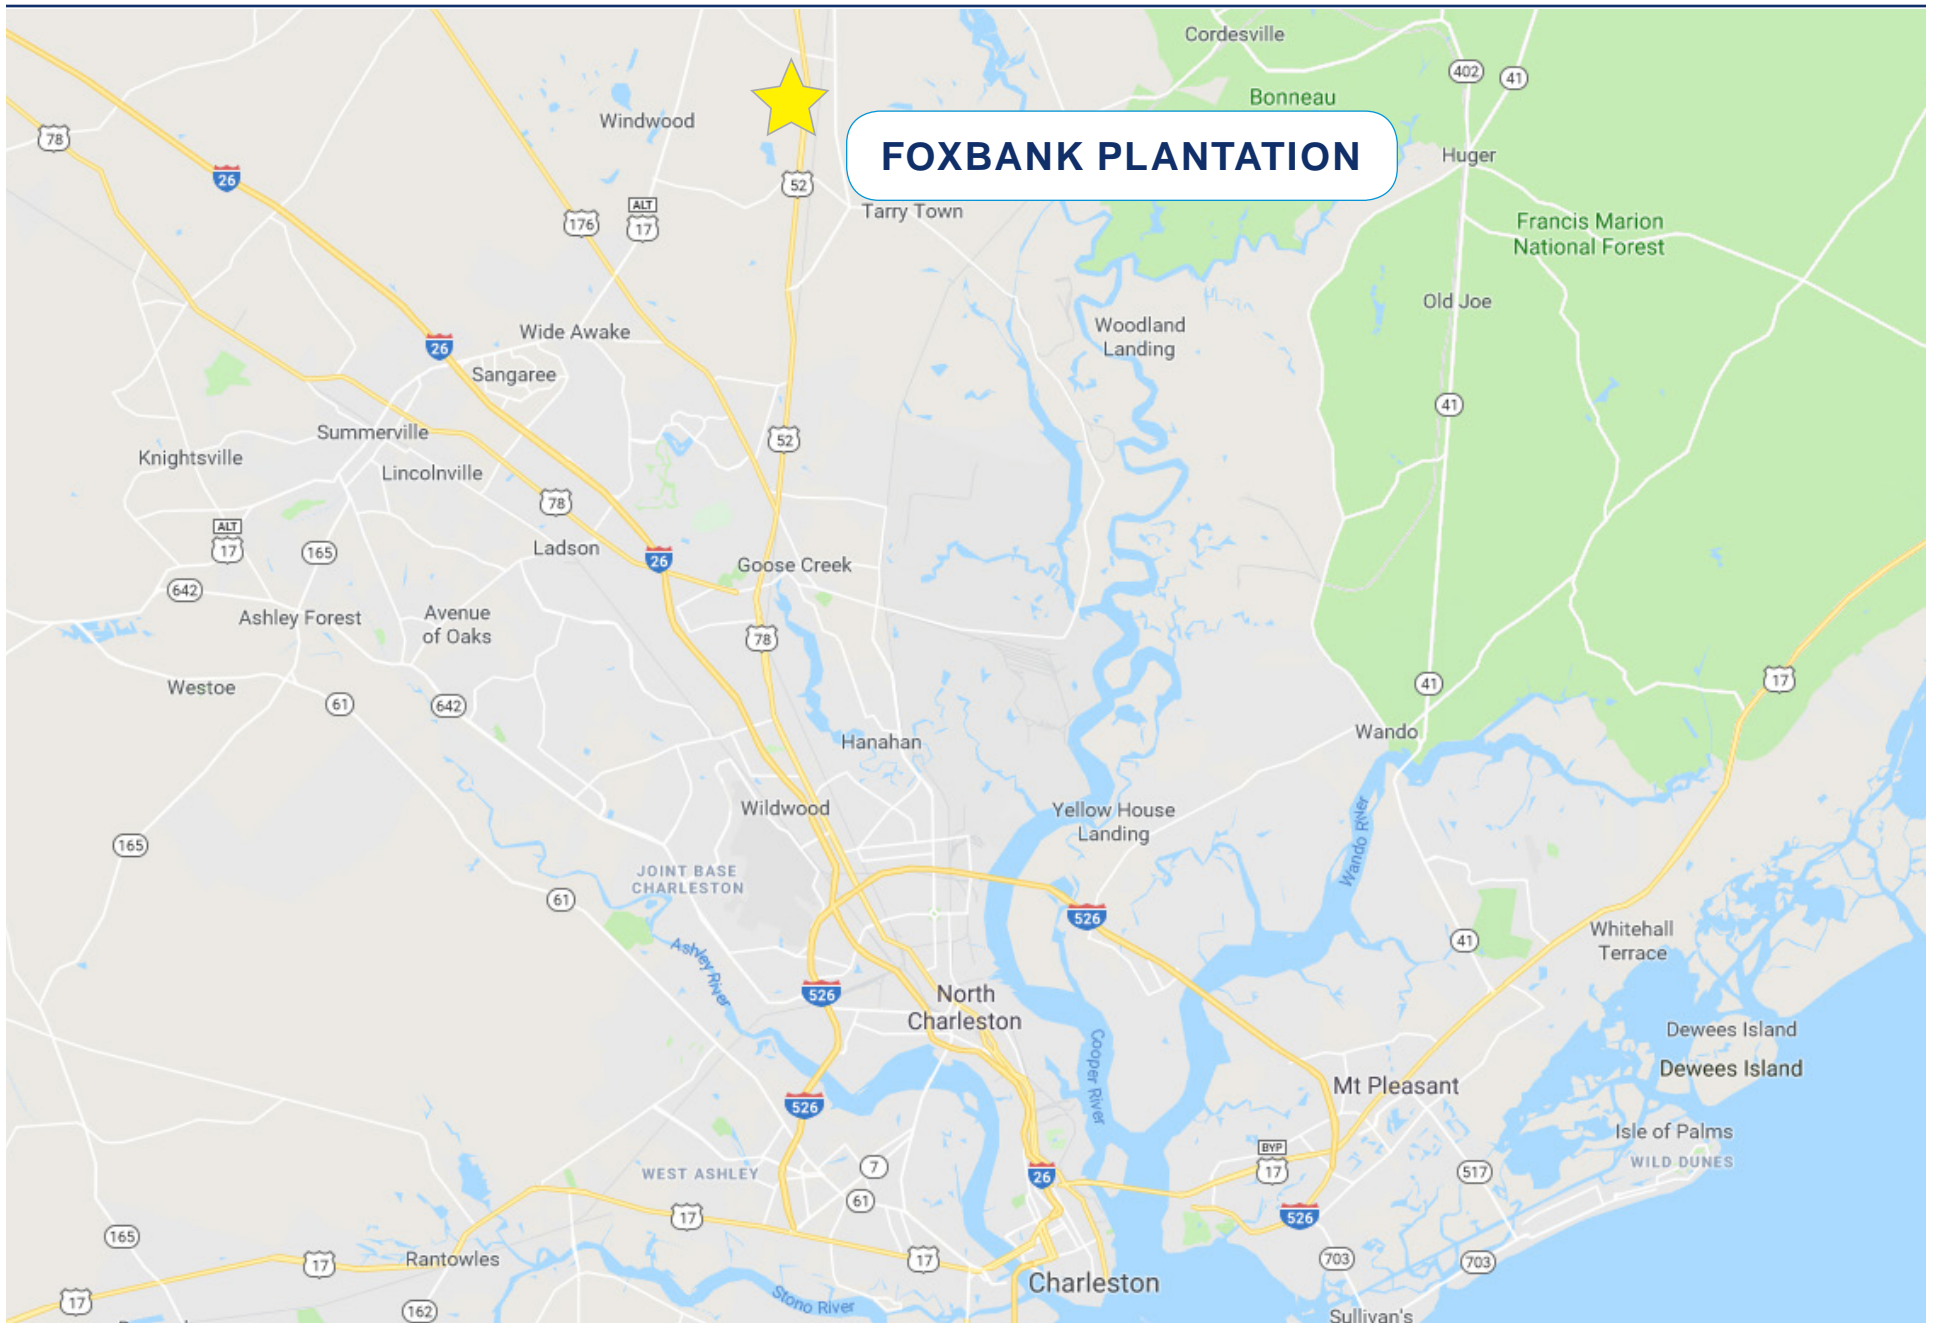 Cordesville
402
41
Bonneau
78
Windwood
FOXBANK PLANTATION
Huger
26
52
ALT
17
176
Tarry Town
Francis Marion
National Forest
Old Joe
Wide Awake
Woodland
Landing
26
Sangaree
41
Summerville
52
Knightsville
Lincolnville
78
ALT
17
165
Ladson
26
Goose Creek
642
Ashley Forest
Avenue
of Oaks
78
Westoe
61
642
41
17
Wando
Hanahan
Wildwood
Yellow House
Landing
Wando River
165
JOINT BASE
CHARLESTON
61
526
Ashley River
41
Whitehall
Terrace
526
North
Charleston
Cooper River
Dewees Island
Dewees Island
Mt Pleasant
526
Isle of Palms
WILD DUNES
BYP
17
7
WEST ASHLEY
26
517
61
17
526
165
17
Rantowles
17
703
703
Charleston
17
162
Stono River
Sullivan's